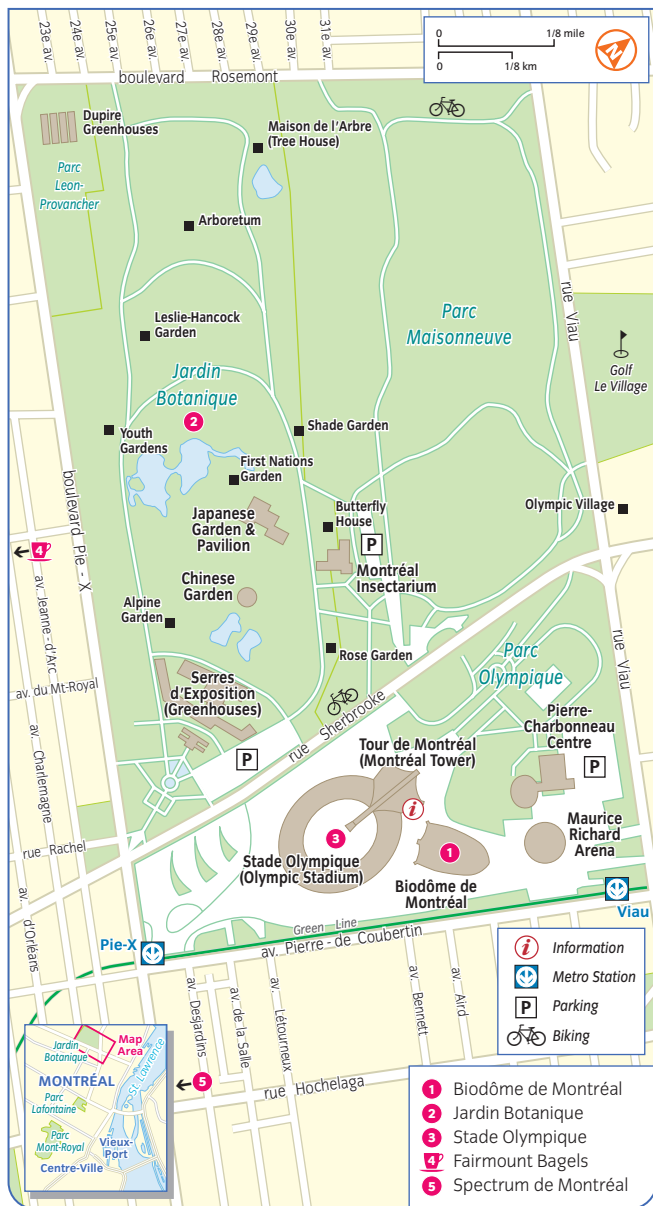 23e av.
24e av.
25e av.
26e av.
27e av.
28e av.
29e av.
30e av.
31e av.
0 1/8 mile
0 1/8 km
boulevard Rosemont
Dupire
Greenhouses
Maison de l'Arbre
(Tree House)
Parc
Leon-
Provancher
Arboretum
Leslie-Hancock
Garden
Parc
Maisonneuve
rue Viau
Golf
Le Village
Jardin
Botanique
2
Youth
Gardens
Shade Garden
First Nations
Garden
boulevard Pie-X
Japanese
Garden &
Pavilion
Butterfly
House
P
Olympic Village
4
Montréal
Insectarium
Chinese
Garden
av. Jeanne-d'Arc
Alpine
Garden
Rose Garden
Parc
Olympique
rue Viau
av. du Mt-Royal
Serres
d'Exposition
(Greenhouses)
rue Sherbrooke
Pierre-
Charbonneau
Centre
P
Tour de Montréal
(Montréal Tower)
P
av. Charlemagne
i
3
1
Maurice
Richard
Arena
rue Rachel
Stade Olympique
(Olympic Stadium)
Biodôme de
Montréal
av. d'Orléans
Viau
Green Line
Pie-X
av. Pierre-de Coubertin
av. Desjardins
av. de la Salle
av. Létourneux
av. Bennett
av. Aird
i Information
Metro Station
P Parking
Biking
5
rue Hochelaga
Jardin
Botanique
Map
Area
MONTRÉAL
St. Lawrence
Parc
Lafontaine
Parc
Mont-Royal
Vieux-
Port
Centre-Ville
1 Biodôme de Montréal
2 Jardin Botanique
3 Stade Olympique
4 Fairmount Bagels
5 Spectrum de Montréal